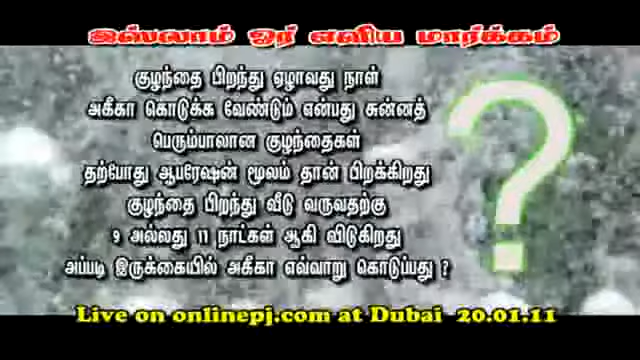 இஸ்லாம் ஓர் எளிய மார்க்கம்
குழந்தை பிறந்து ஏழாவது நாள்
அகீகா கொடுக்க வேண்டும் என்பது சுன்னத்
பெரும்பாலான குழந்தைகள்
தற்போது ஆபரேஷன் மூலம் தான் பிறக்கிறது
குழந்தை பிறந்து வீடு வருவதற்கு
9 அல்லது 11 நாட்கள் ஆகி விடுகிறது
அப்படி இருக்கையில் அகீகா எவ்வாறு கொடுப்பது ?
Live on onlinepj.com at Dubai 20.01.11